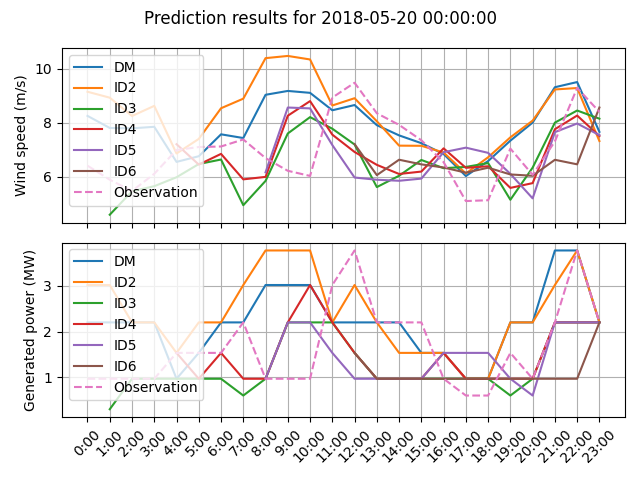 Prediction results for 2018-05-20 00:00:00
Wind speed (m/s)
10
8
6
DM
ID2
ID3
ID4
ID5
ID6
Observation
Generated power (MW)
3
2
1
DM
ID2
ID3
ID4
ID5
ID6
Observation
0:00 1:00 2:00 3:00 4:00 5:00 6:00 7:00 8:00 9:00 10:00 11:00 12:00 13:00 14:00 15:00 16:00 17:00 18:00 19:00 20:00 21:00 22:00 23:00